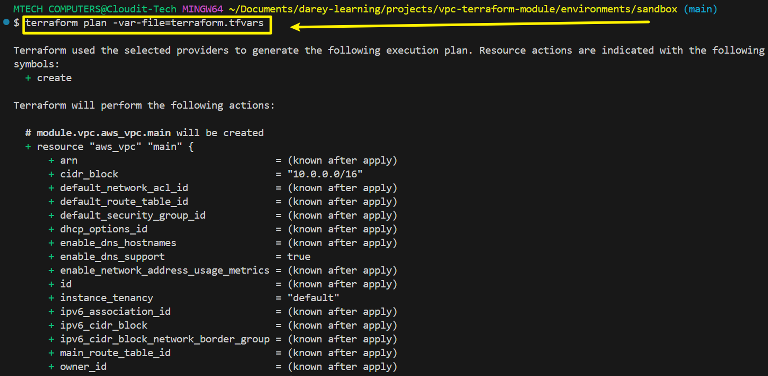 MTECH COMPUTERS@Cloudit-Tech MINGW64 ~/Documents/darey-learning/projects/vpc-terraform-module/environments/sandbox (main)
$ terraform plan -var-file=terraform.tfvars
Terraform used the selected providers to generate the following execution plan. Resource actions are indicated with the following
symbols:
+ create
Terraform will perform the following actions:
# module.vpc.aws_vpc.main will be created
+ resource "aws_vpc" "main" {
+ arn = (known after apply)
+ cidr_block = "10.0.0.0/16"
+ default_network_acl_id = (known after apply)
+ default_route_table_id = (known after apply)
+ default_security_group_id = (known after apply)
+ dhcp_options_id = (known after apply)
+ enable_dns_hostnames = (known after apply)
+ enable_dns_support = true
+ enable_network_address_usage_metrics = (known after apply)
+ id = (known after apply)
+ instance_tenancy = "default"
+ ipv6_association_id = (known after apply)
+ ipv6_cidr_block = (known after apply)
+ ipv6_cidr_block_network_border_group = (known after apply)
+ main_route_table_id = (known after apply)
+ owner_id = (known after apply)